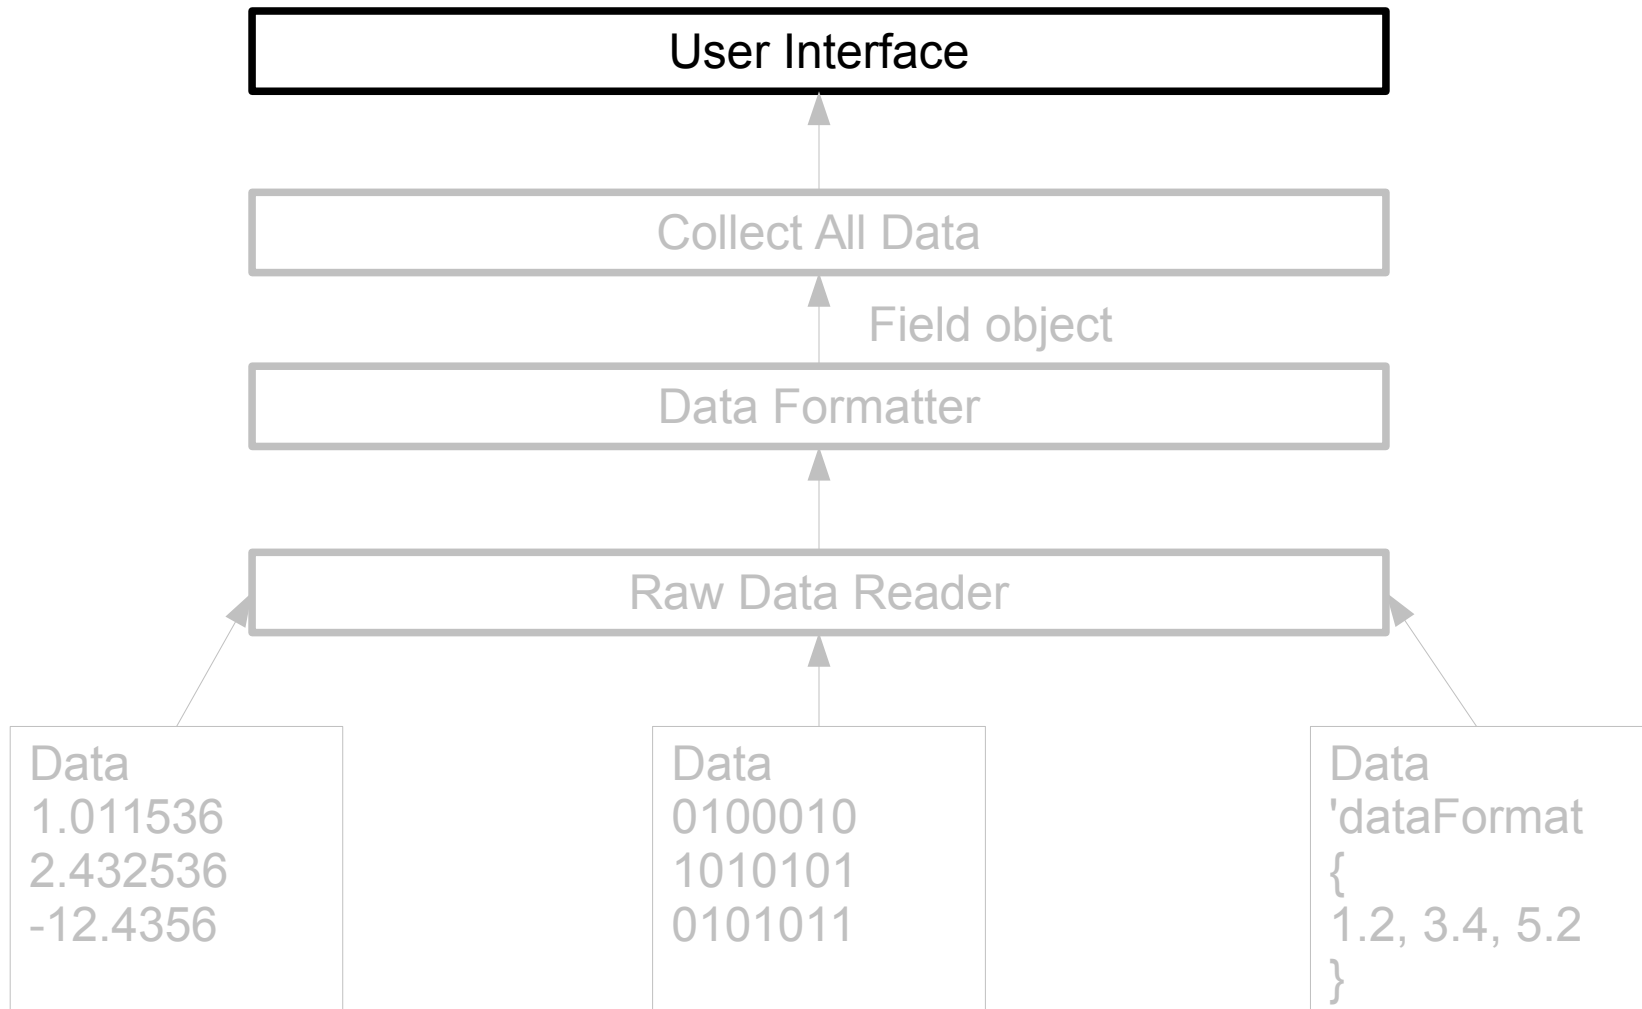 User Interface
Collect All Data
Field object
Data Formatter
Raw Data Reader
Data
1.011536
2.432536
-12.4356
Data
0100010
1010101
0101011
Data
'dataFormat
{
1.2, 3.4, 5.2
}